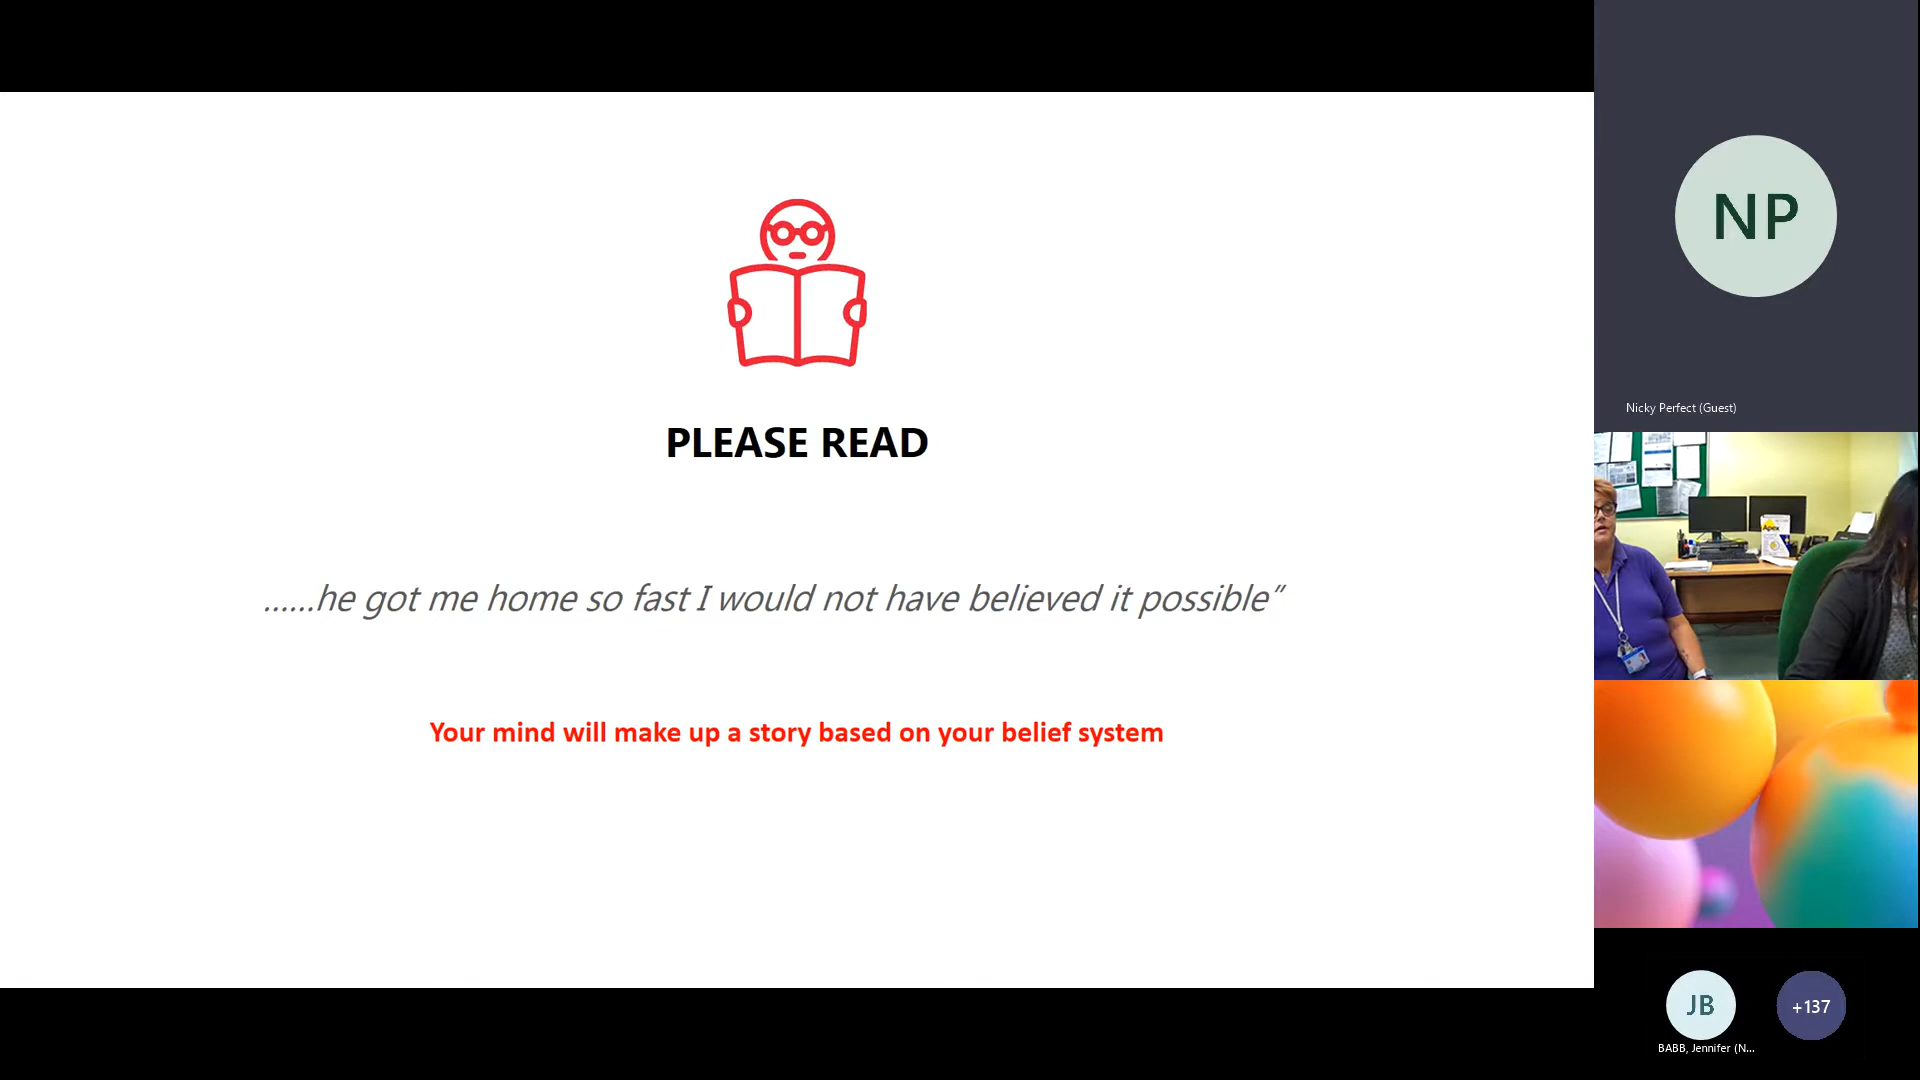 PLEASE READ
......he got me home so fast I would not have believed it possible”
Your mind will make up a story based on your belief system
NP
Nicky Perfect (Guest)
Apex
JB
+137
BABB, Jennifer (N...